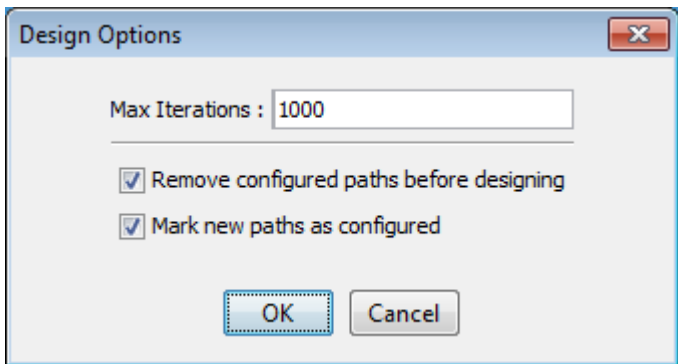 Design Options
Max Iterations : 1000
Remove configured paths before designing
Mark new paths as configured
OK Cancel